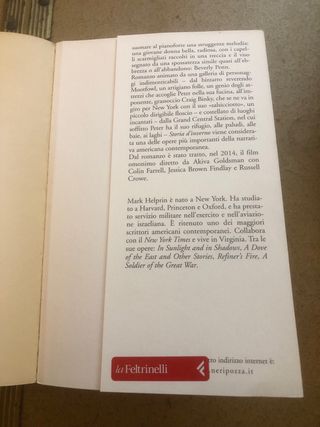 suonare al pianoforte una struggente melodia:
una giovane donna bella, radiosa, con i capel-
li scarmigliati raccolti in una treccia e il viso
segnato da una spossatezza simile quasi all'eb-
brezza o all'abbandono: Beverly Penn.
Romanzo animato da una galleria di personag-
gi indimenticabili – dal bizzarro reverendo
Mootfowl, un artigiano folle, un genio degli at-
trezzi che accoglie Peter nella sua fucina, all'im-
ponente, grassoccio Craig Binky, che se ne va in
giro per New York con il suo «salsicciotto», un
piccolo dirigibile floscio – e costellato di luoghi
incantati – dalla Grand Central Station, nel cui
soffitto Peter ha il suo rifugio, alle paludi, alle
baie, ai laghi – Storia d'inverno viene considera-
ta una delle opere più importanti della narrati-
va americana contemporanea.
Dal romanzo è stato tratto, nel 2014, il film
omonimo diretto da Akiva Goldsman con
Colin Farrell, Jessica Brown Findlay e Russell
Crowe.
Mark Helprin è nato a New York. Ha studia-
to a Harvard, Princeton e Oxford, e ha presta-
to servizio militare nell'esercito e nell'aviazio-
ne israeliana. È ritenuto uno dei maggiori
scrittori americani contemporanei. Collabora
con il New York Times e vive in Virginia. Tra le
sue opere: In Sunlight and in Shadows, A Dove
of the East and Other Stories, Refiner's Fire, A
Soldier of the Great War.
tro indirizzo internet è:
neripozza.it
la Feltrinelli